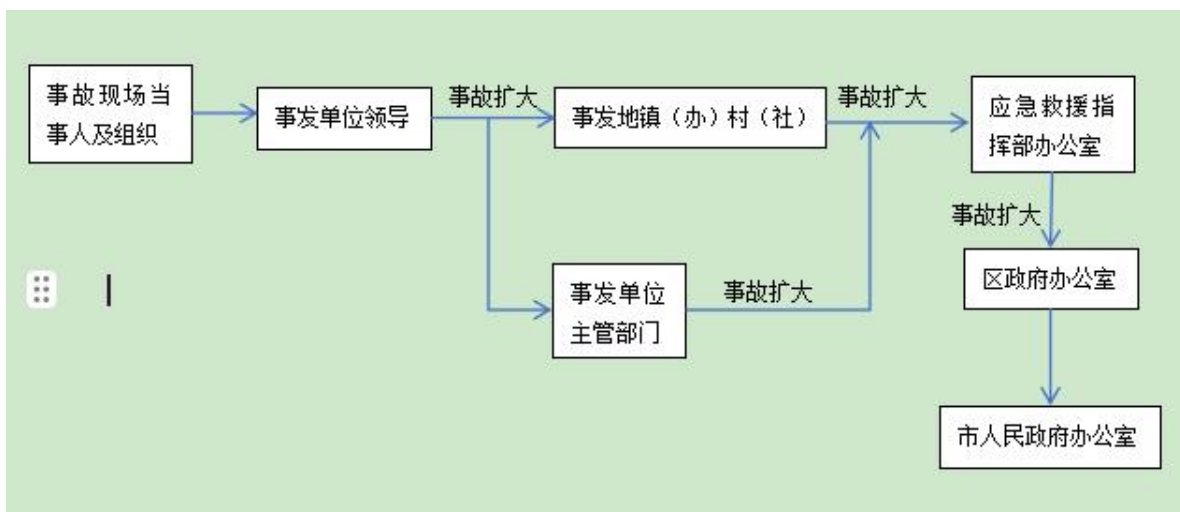 事故现场当
事人及组织
事发单位领导
事故扩大
事发地镇（办）村（社）
事故扩大
应急救援指
挥部办公室
事故扩大
区政府办公室
事发单位
主管部门
事故扩大
市人民政府办公室